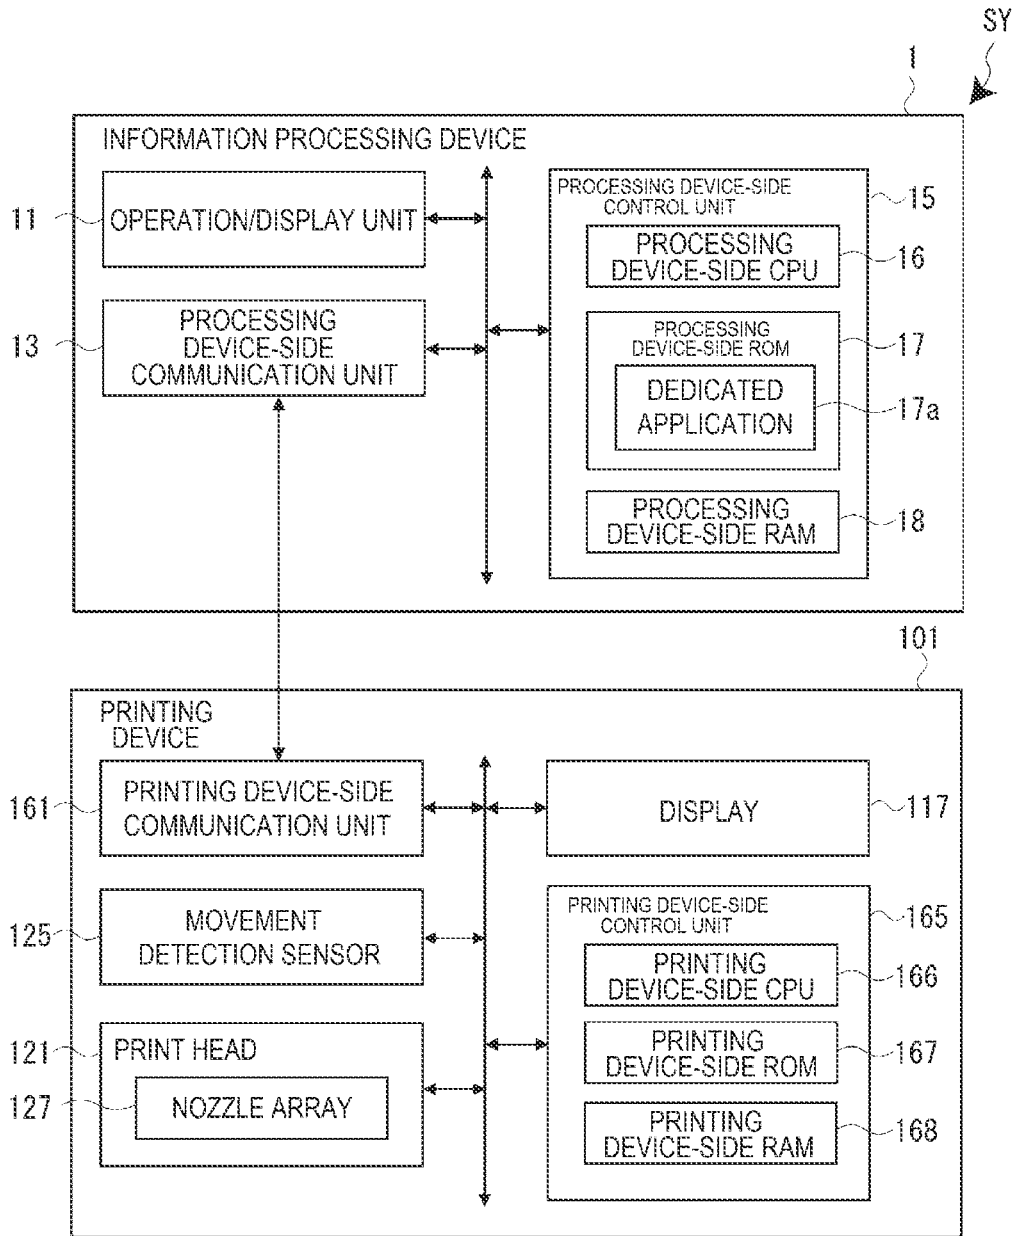 SY
1
INFORMATION PROCESSING DEVICE
11
OPERATION/DISPLAY UNIT
13
PROCESSING
DEVICE-SIDE
COMMUNICATION UNIT
PROCESSING DEVICE-SIDE
CONTROL UNIT
15
PROCESSING
DEVICE-SIDE CPU
16
PROCESSING
DEVICE-SIDE ROM
17
DEDICATED
APPLICATION
17a
PROCESSING
DEVICE-SIDE RAM
18
101
PRINTING
DEVICE
161
PRINTING DEVICE-SIDE
COMMUNICATION UNIT
DISPLAY
117
125
MOVEMENT
DETECTION SENSOR
121
PRINT HEAD
127
NOZZLE ARRAY
PRINTING DEVICE-SIDE
CONTROL UNIT
165
PRINTING
DEVICE-SIDE CPU
166
PRINTING
DEVICE-SIDE ROM
167
PRINTING
DEVICE-SIDE RAM
168